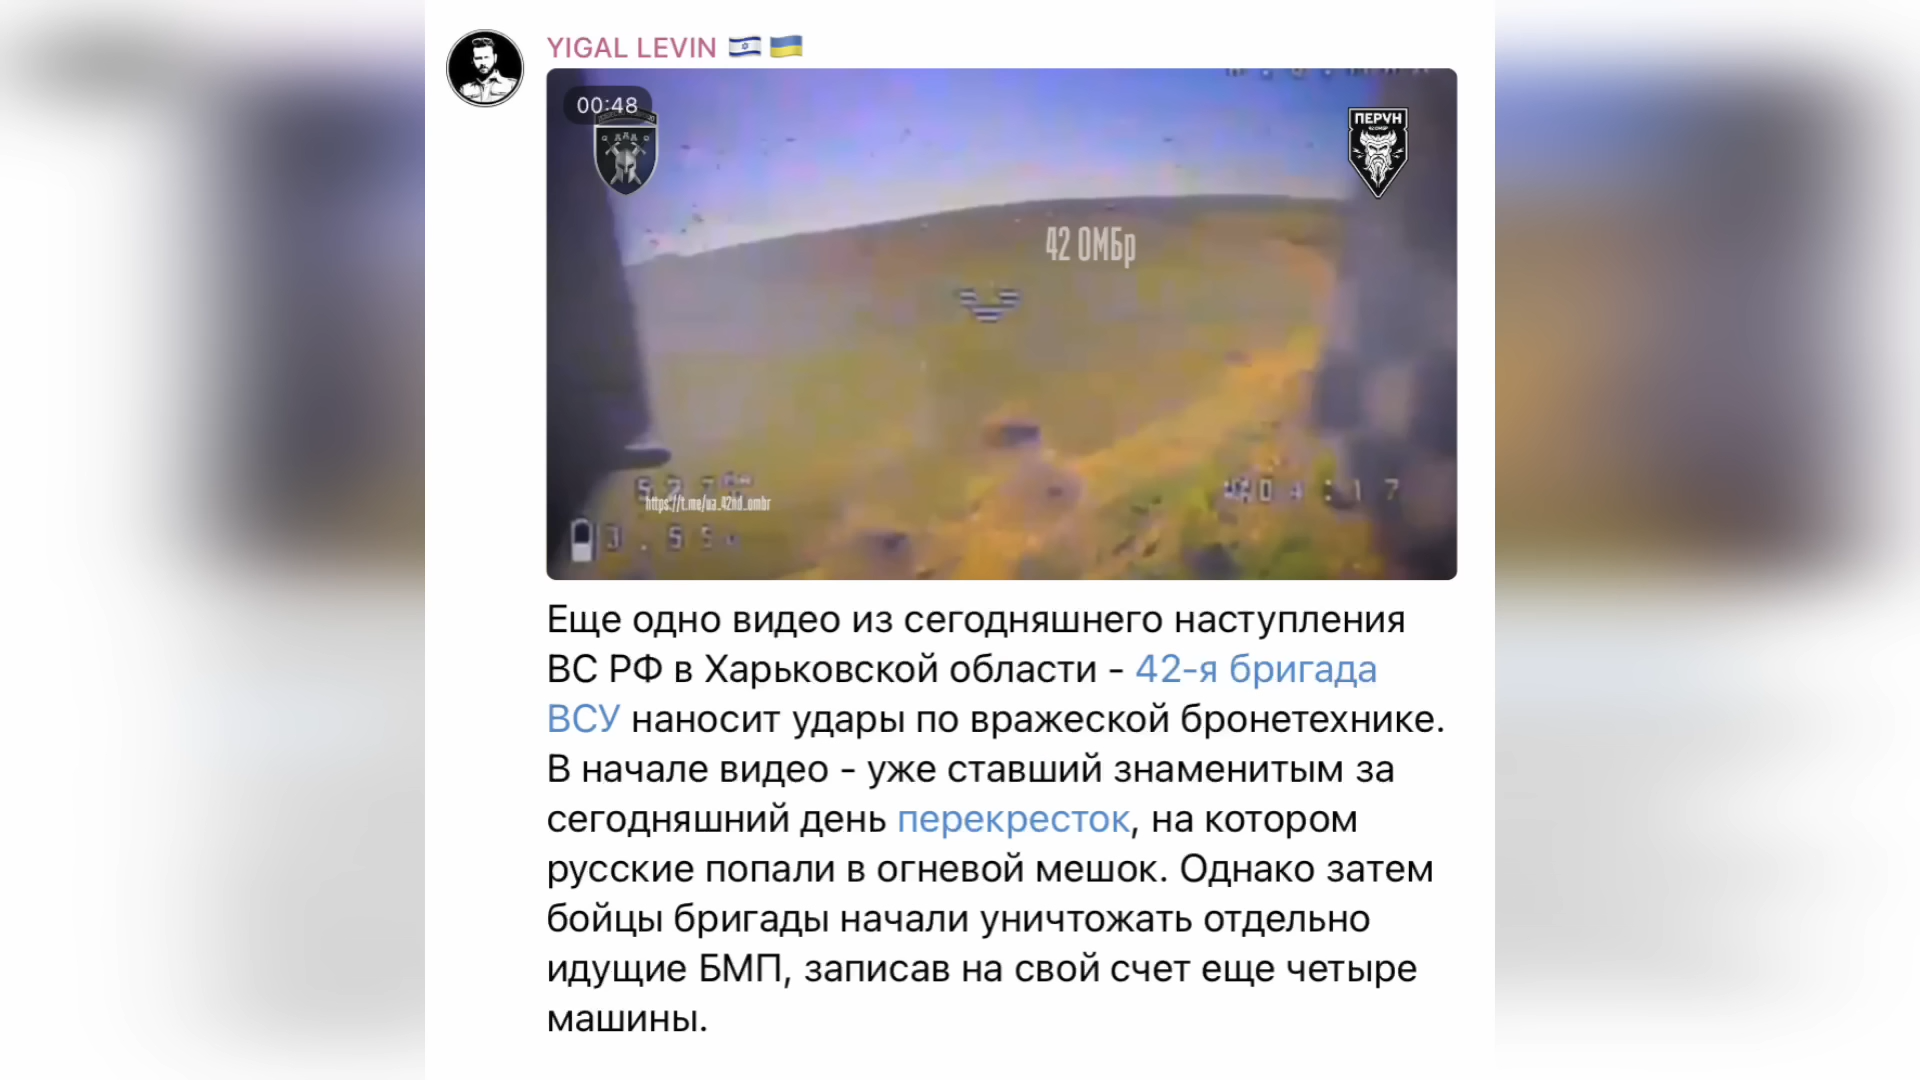 YIGAL LEVIN
00:48
ПЕРУН
42 ОМБр
https://t.me/ua_42nd_ombr
Еще одно видео из сегодняшнего наступления
ВС РФ в Харьковской области - 42-я бригада
ВСУ наносит удары по вражеской бронетехнике.
В начале видео - уже ставший знаменитым за
сегодняшний день перекресток, на котором
русские попали в огневой мешок. Однако затем
бойцы бригады начали уничтожать отдельно
идущие БМП, записав на свой счет еще четыре
машины.